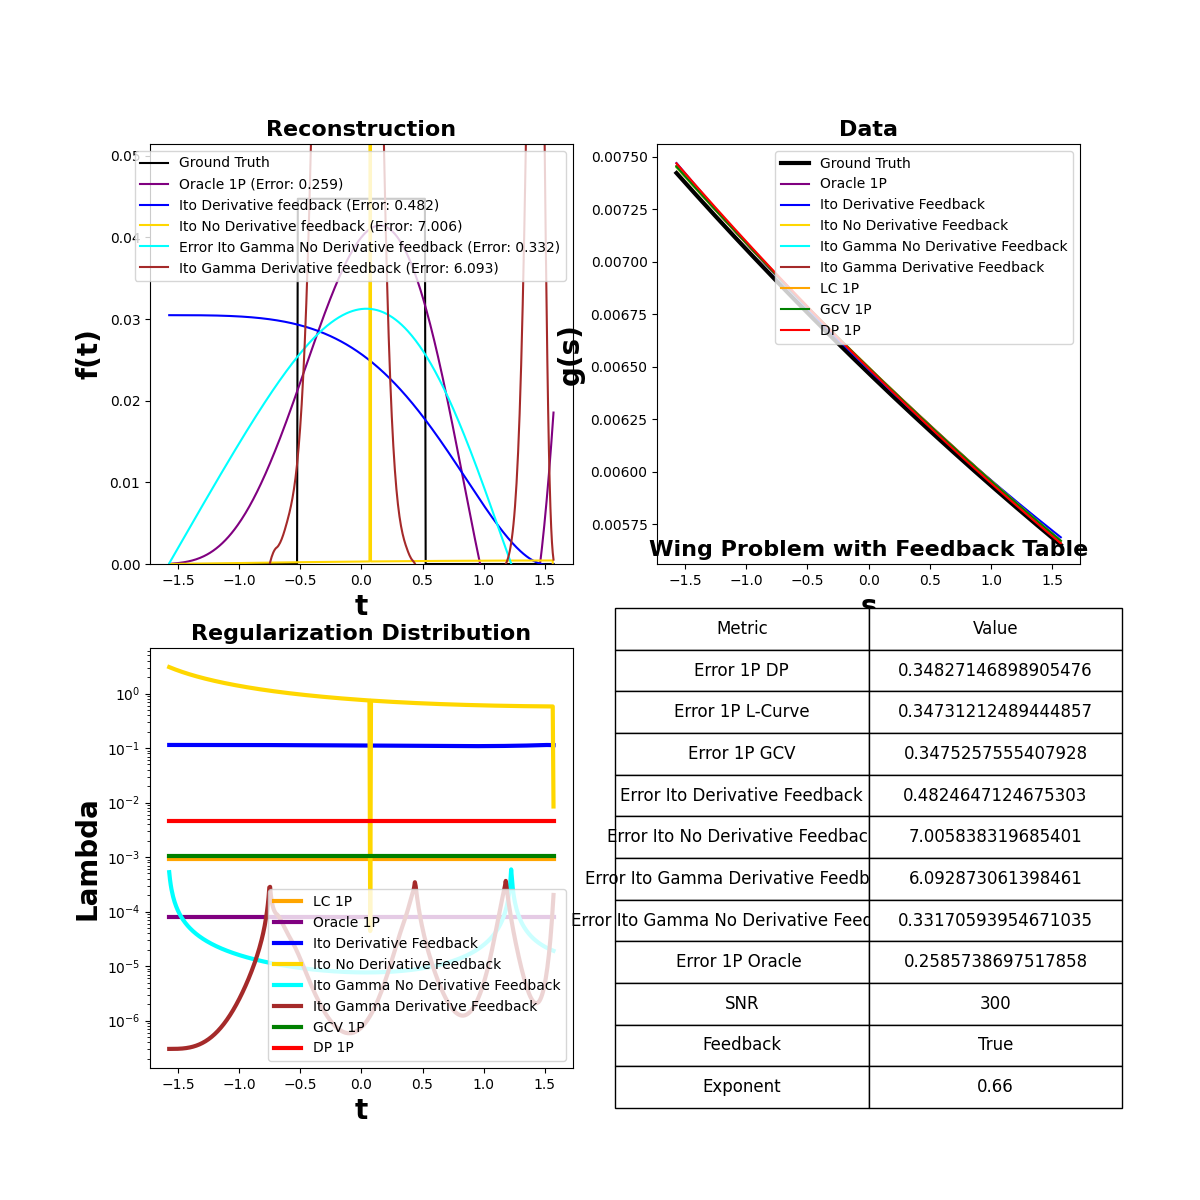 Reconstruction
f(t)
0.05
0.04
0.03
0.02
0.01
0.00
Ground Truth
Oracle 1P (Error: 0.259)
Ito Derivative feedback (Error: 0.482)
Ito No Derivative feedback (Error: 7.006)
Error Ito Gamma No Derivative feedback (Error: 0.332)
Ito Gamma Derivative feedback (Error: 6.093)
−1.5 −1.0 −0.5 0.0 0.5 1.0 1.5
t
Data
g(s)
0.00750
0.00725
0.00700
0.00675
0.00650
0.00625
0.00600
0.00575
Ground Truth
Oracle 1P
Ito Derivative Feedback
Ito No Derivative Feedback
Ito Gamma No Derivative Feedback
Ito Gamma Derivative Feedback
LC 1P
GCV 1P
DP 1P
−1.5 −1.0 −0.5 0.0 0.5 1.0 1.5
s
Regularization Distribution
Lambda
10⁰
10⁻¹
10⁻²
10⁻³
10⁻⁴
10⁻⁵
10⁻⁶
LC 1P
Oracle 1P
Ito Derivative Feedback
Ito No Derivative Feedback
Ito Gamma No Derivative Feedback
Ito Gamma Derivative Feedback
GCV 1P
DP 1P
−1.5 −1.0 −0.5 0.0 0.5 1.0 1.5
t
Wing Problem with Feedback Table
Metric Value
Error 1P DP 0.34827146898905476
Error 1P L-Curve 0.34731212489444857
Error 1P GCV 0.3475257555407928
Error Ito Derivative Feedback 0.4824647124675303
Error Ito No Derivative Feedbac 7.005838319685401
Error Ito Gamma Derivative Feedb 6.092873061398461
Error Ito Gamma No Derivative Feec 0.33170593954671035
Error 1P Oracle 0.2585738697517858
SNR 300
Feedback True
Exponent 0.66